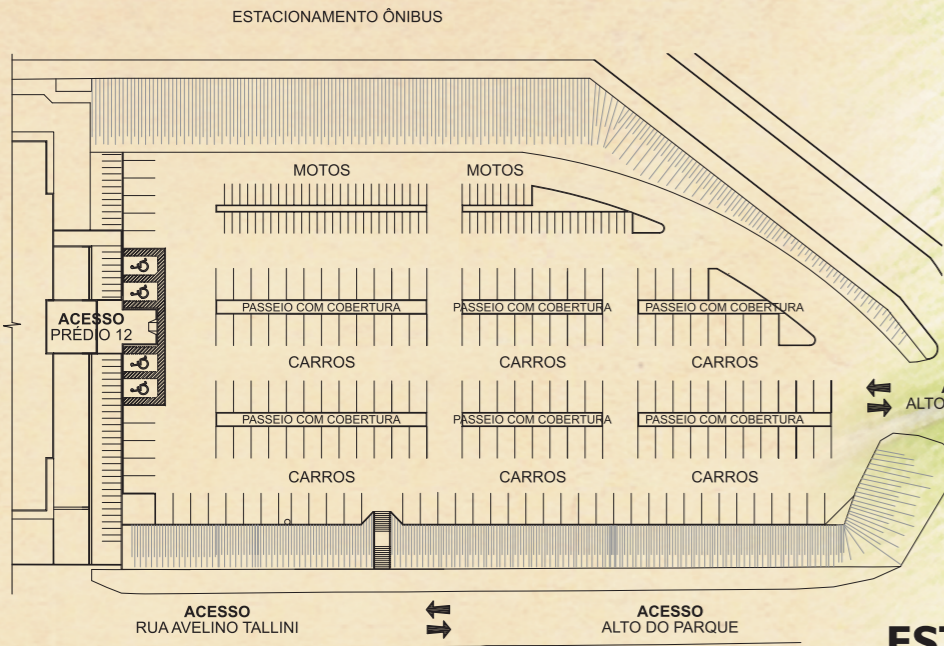 ESTACIONAMENTO ÔNIBUS
MOTOS
MOTOS
PASSEIO COM COBERTURA
PASSEIO COM COBERTURA
PASSEIO COM COBERTURA
ACESSO
PRÉDIO 12
CARROS
CARROS
CARROS
ALTO
PASSEIO COM COBERTURA
PASSEIO COM COBERTURA
PASSEIO COM COBERTURA
CARROS
CARROS
CARROS
ACESSO
RUA AVELINO TALLINI
ACESSO
ALTO DO PARQUE
EST